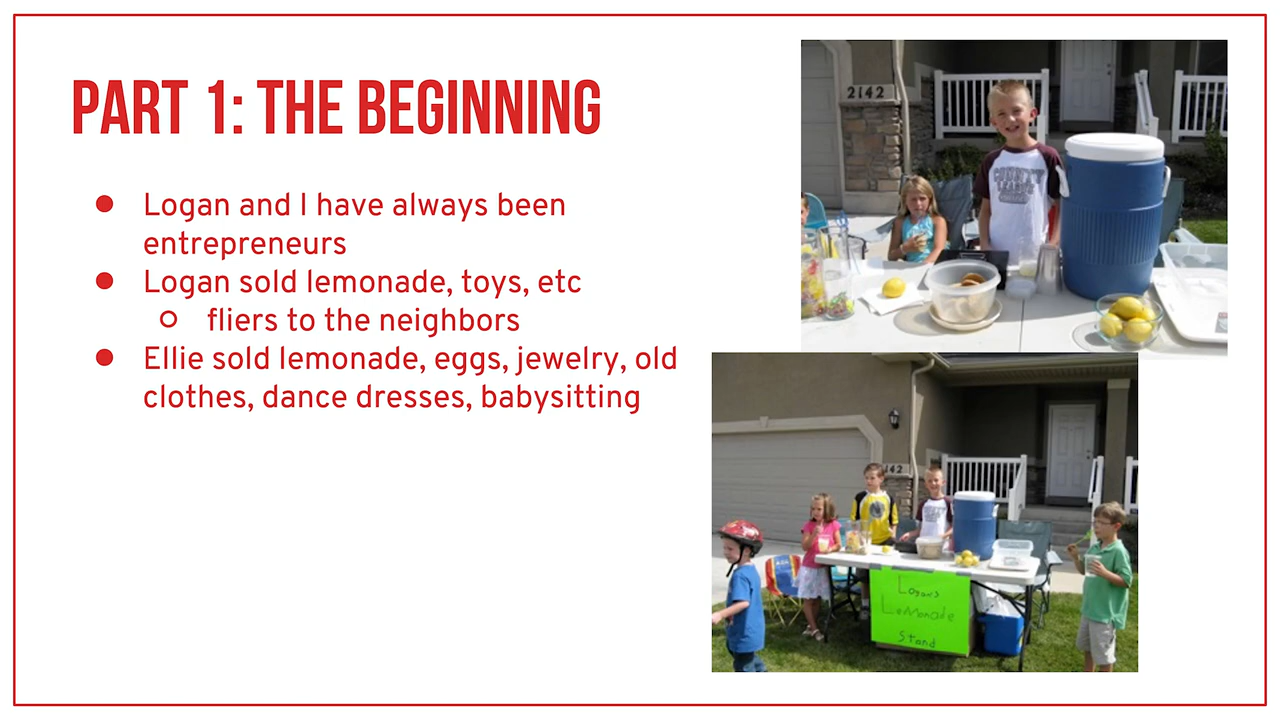 PART 1: THE BEGINNING
● Logan and I have always been
entrepreneurs
● Logan sold lemonade, toys, etc
○ fliers to the neighbors
● Ellie sold lemonade, eggs, jewelry, old
clothes, dance dresses, babysitting
2142
142
Logans
Lemonade
Stand